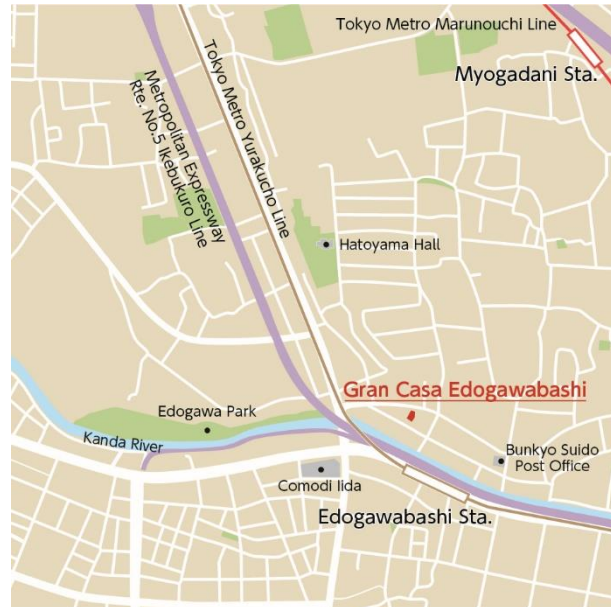 Tokyo Metro Marunouchi Line
Myogadani Sta.
Metropolitan Expressway
Rte. No.5 Ikebukuro Line
Tokyo Metro Yurakucho Line
Hatoyama Hall
Gran Casa Edogawabashi
Edogawa Park
Kanda River
Bunkyo Suido
Post Office
Comodi Iida
Edogawabashi Sta.